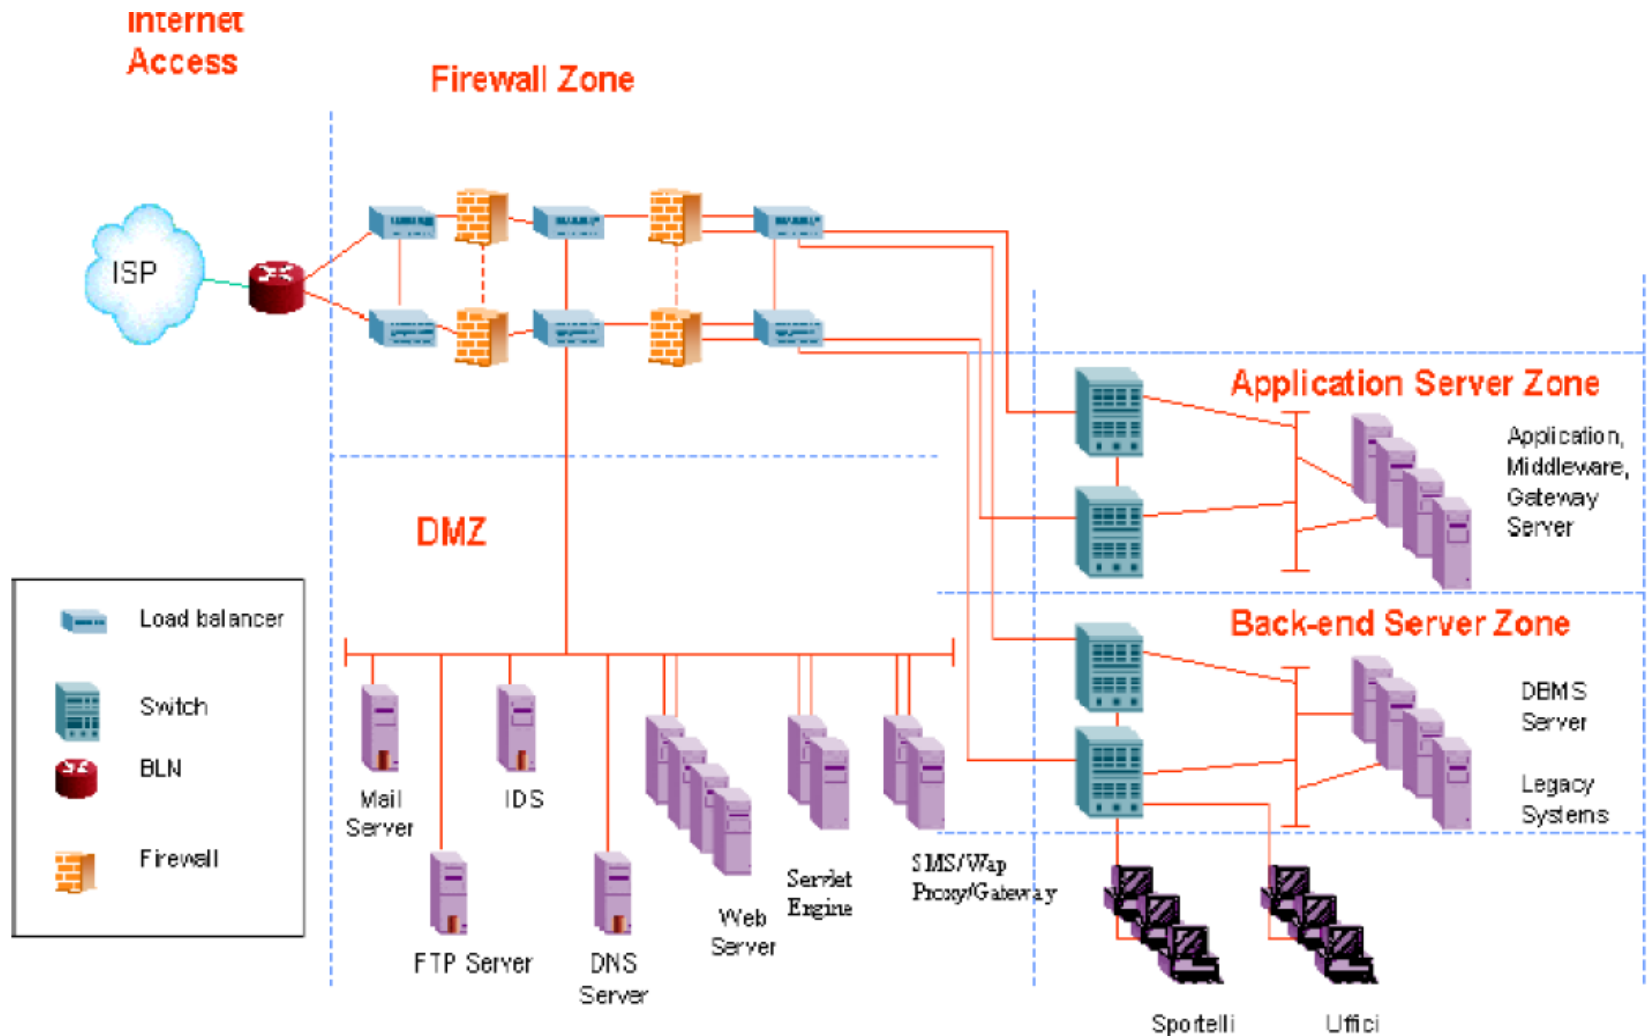 Internet
Access
Firewall Zone
ISP
Application Server Zone
Application,
Middleware,
Gateway
Server
DMZ
Load balancer
Switch
BLN
Firewall
Back-end Server Zone
DBMS
Server
Legacy
Systems
Mail
Server
IDS
FTP Server
DNS
Server
Web
Server
Servlet
Engine
SMS/Wap
Proxy/Gateway
Sportelli
Uffici